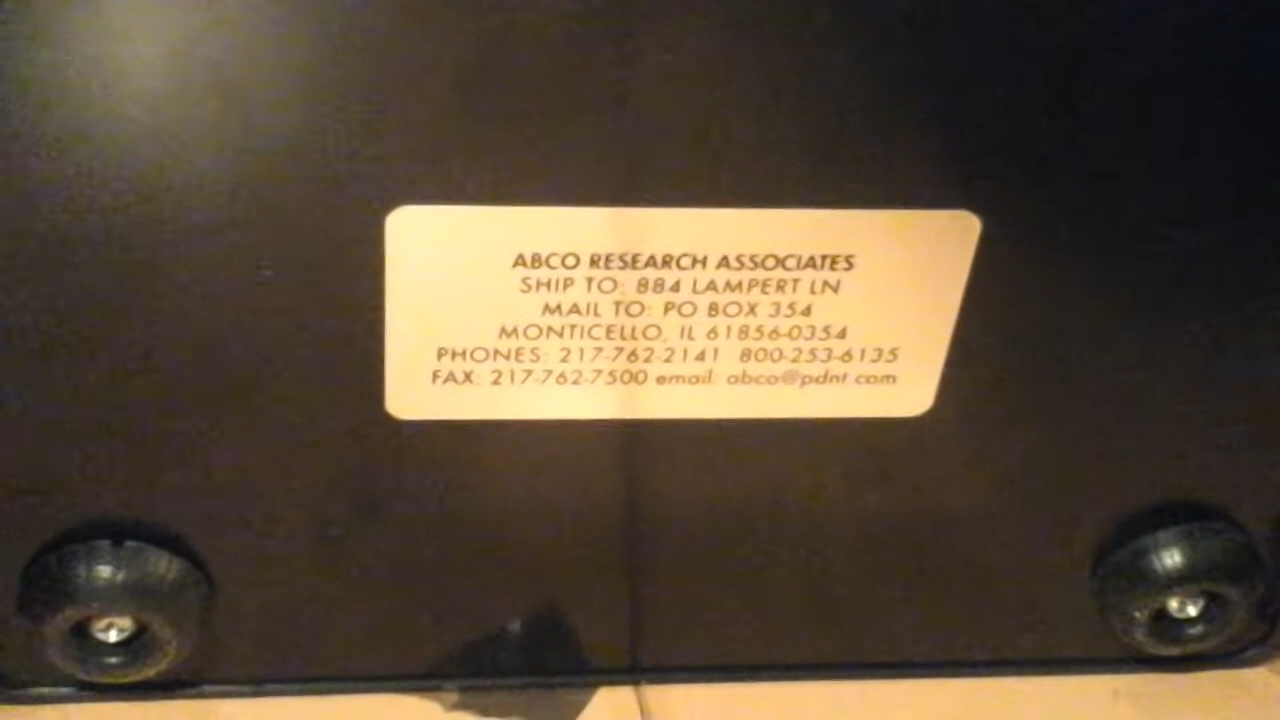 ABCO RESEARCH ASSOCIATES
SHIP TO: 884 LAMPERT LN
MAIL TO: PO BOX 354
MONTICELLO, IL 61856-0354
PHONES: 217-762-2141 800-253-6135
FAX: 217-762-7500 email: abco@pdnt.com